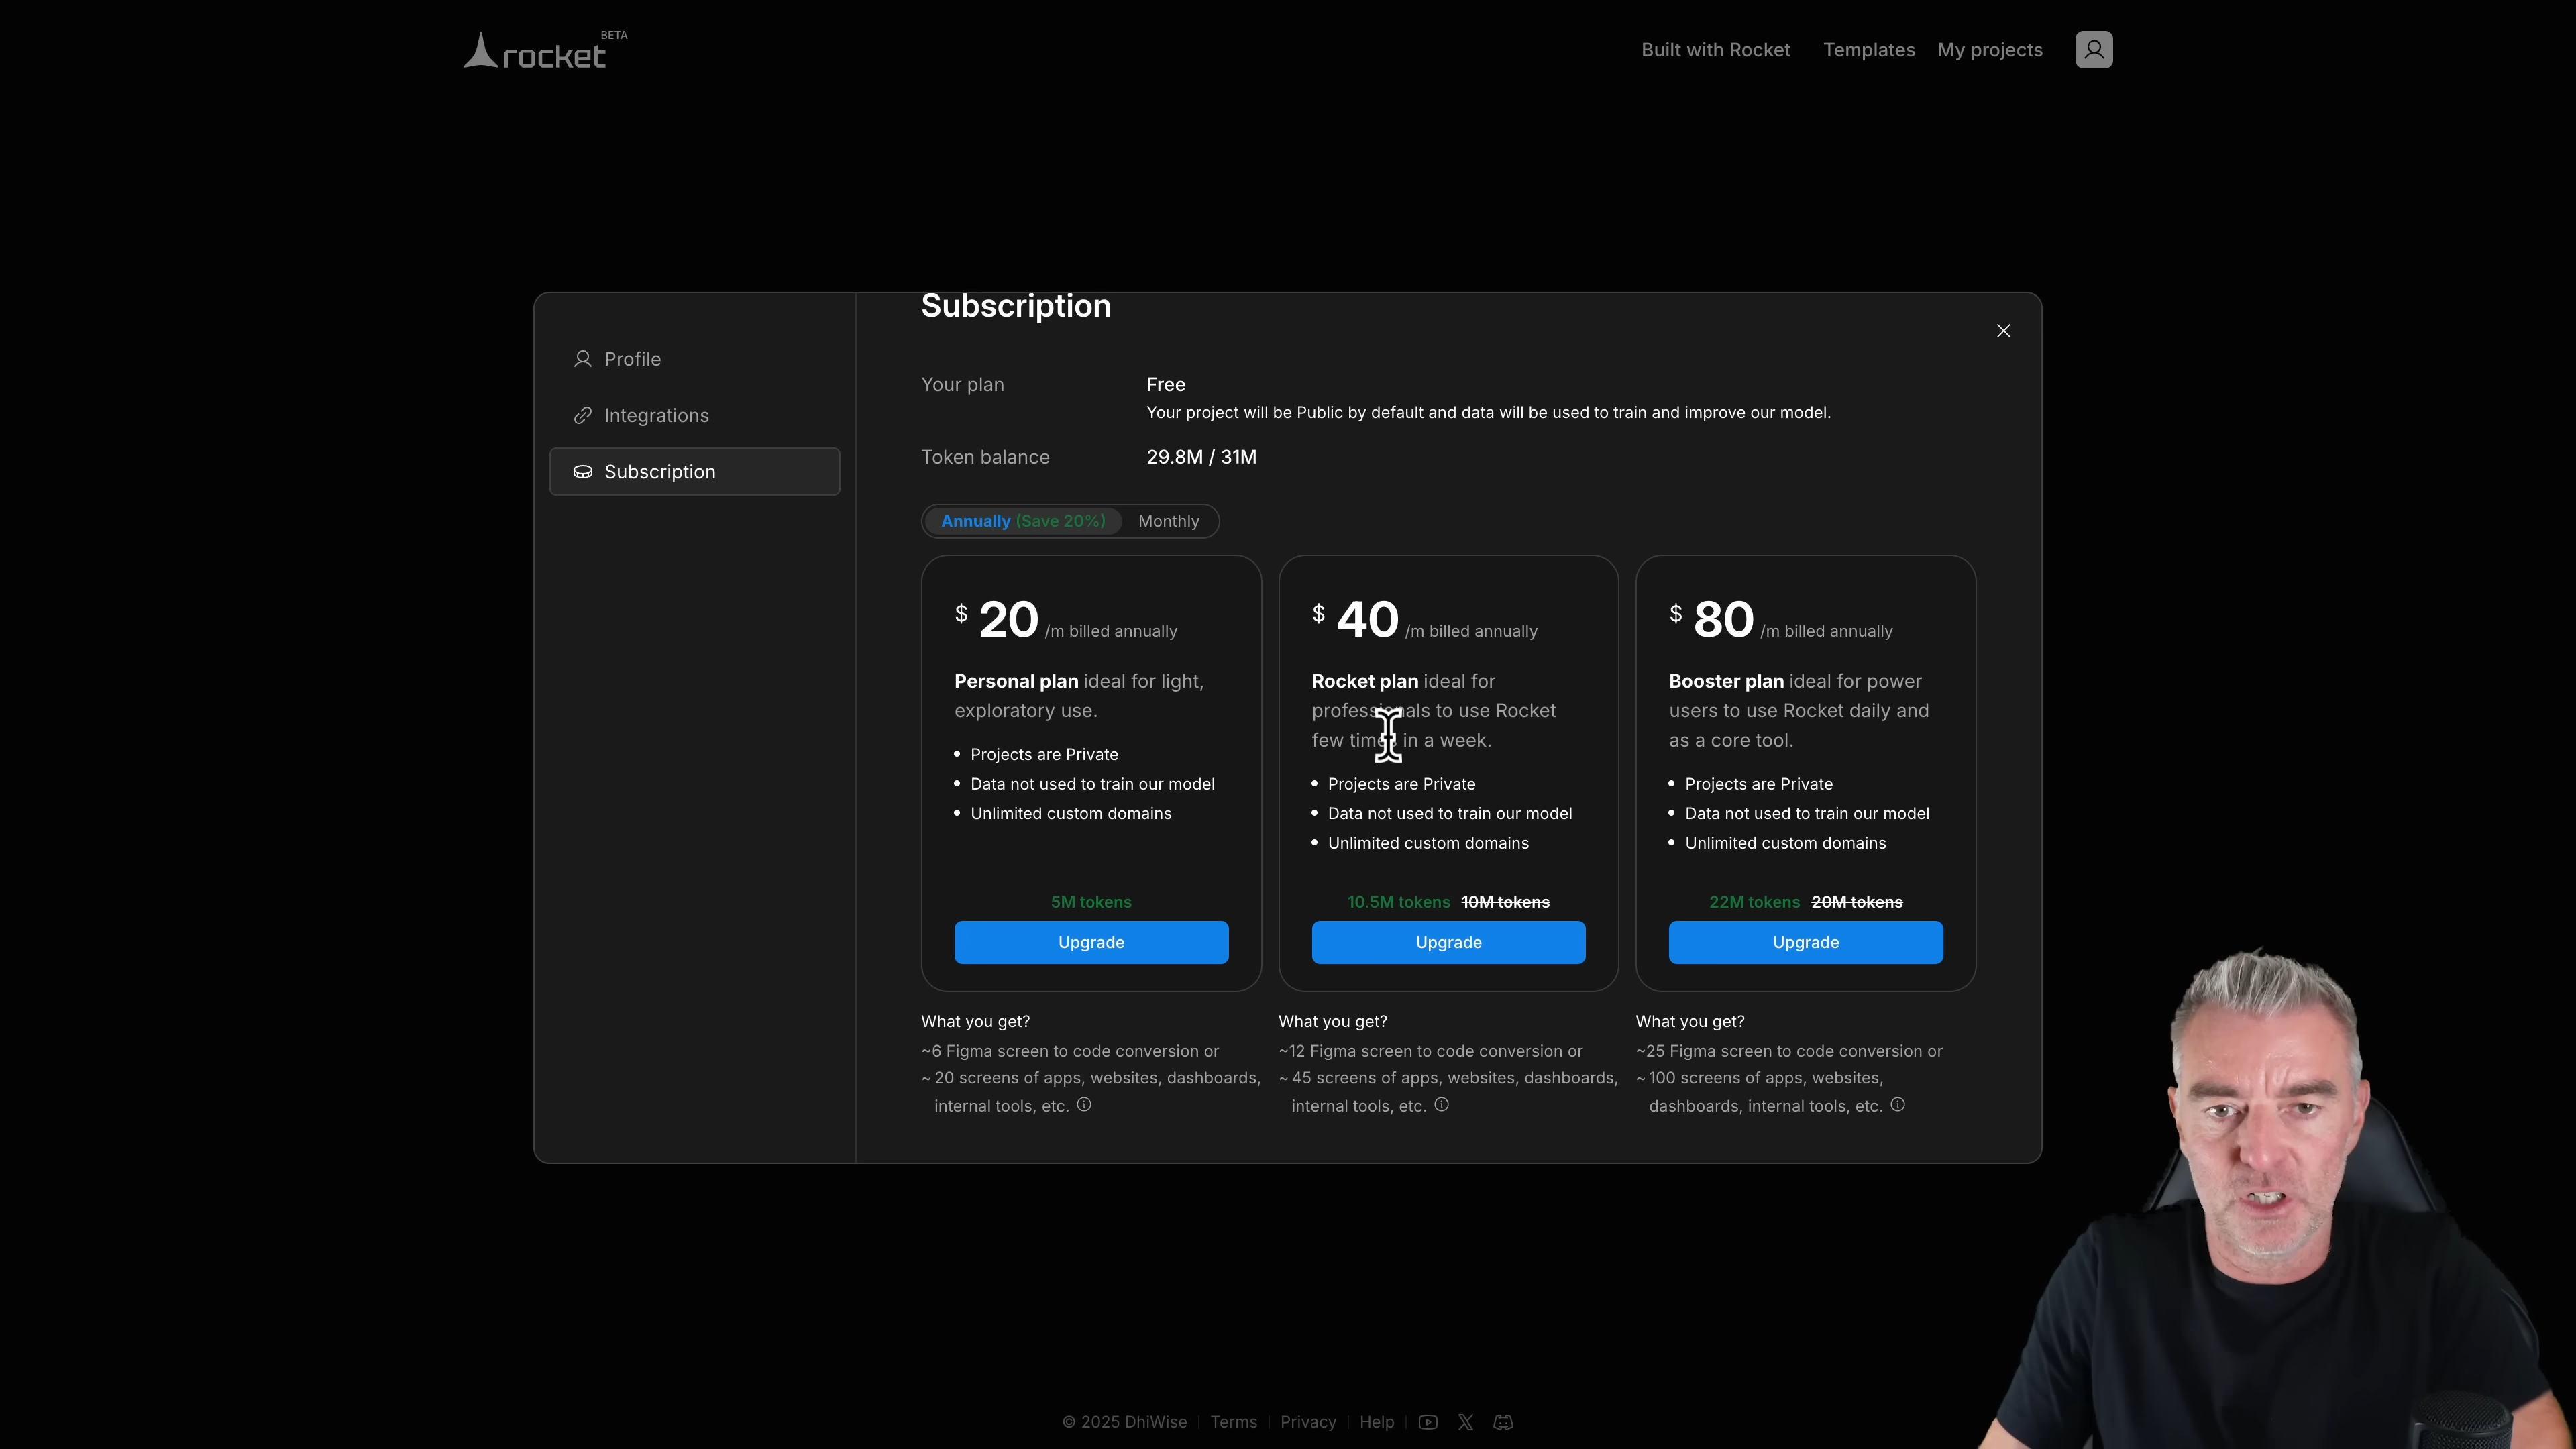 rocket BETA
Built with Rocket Templates My projects
Subscription
Profile
Integrations
Subscription
Your plan Free
Your project will be Public by default and data will be used to train and improve our model.
Token balance 29.8M / 31M
Annually (Save 20%) Monthly
$ 20 /m billed annually
Personal plan ideal for light,
exploratory use.
• Projects are Private
• Data not used to train our model
• Unlimited custom domains
5M tokens
Upgrade
What you get?
~6 Figma screen to code conversion or
~ 20 screens of apps, websites, dashboards,
internal tools, etc.
$ 40 /m billed annually
Rocket plan ideal for
professionals to use Rocket
few times in a week.
• Projects are Private
• Data not used to train our model
• Unlimited custom domains
10.5M tokens 10M tokens
Upgrade
What you get?
~12 Figma screen to code conversion or
~ 45 screens of apps, websites, dashboards,
internal tools, etc.
$ 80 /m billed annually
Booster plan ideal for power
users to use Rocket daily and
as a core tool.
• Projects are Private
• Data not used to train our model
• Unlimited custom domains
22M tokens 20M tokens
Upgrade
What you get?
~25 Figma screen to code conversion or
~ 100 screens of apps, websites,
dashboards, internal tools, etc.
© 2025 DhiWise | Terms | Privacy | Help |